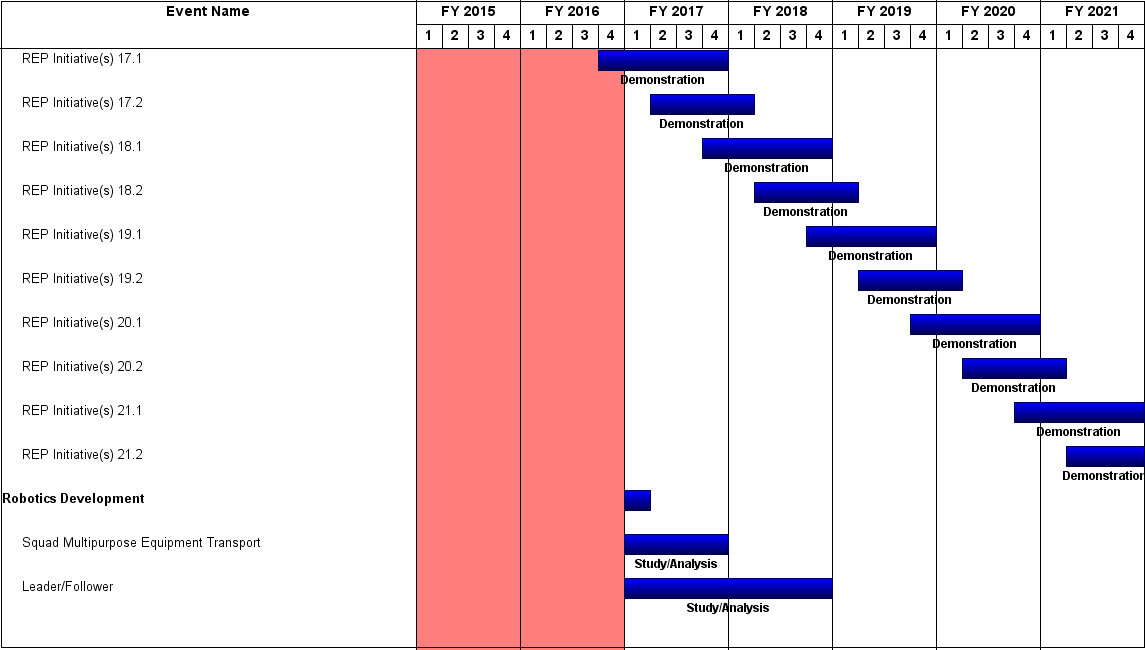 Event Name FY 2015 FY 2016 FY 2017 FY 2018 FY 2019 FY 2020 FY 2021
1 2 3 4 1 2 3 4 1 2 3 4 1 2 3 4 1 2 3 4 1 2 3 4 1 2 3 4
REP Initiative(s) 17.1
Demonstration
REP Initiative(s) 17.2
Demonstration
REP Initiative(s) 18.1
Demonstration
REP Initiative(s) 18.2
Demonstration
REP Initiative(s) 19.1
Demonstration
REP Initiative(s) 19.2
Demonstration
REP Initiative(s) 20.1
Demonstration
REP Initiative(s) 20.2
Demonstration
REP Initiative(s) 21.1
Demonstration
REP Initiative(s) 21.2
Demonstration
Robotics Development
Squad Multipurpose Equipment Transport
Study/Analysis
Leader/Follower
Study/Analysis